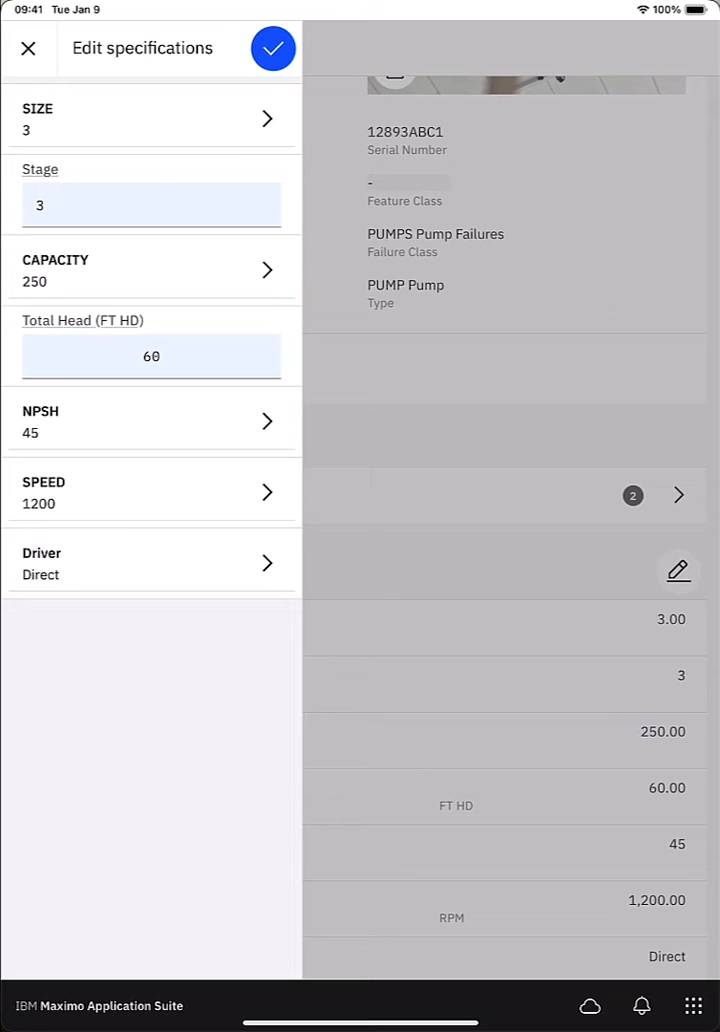 09:41 Tue Jan 9
100%
Edit specifications
SIZE
3
Stage
3
CAPACITY
250
Total Head (FT HD)
60
NPSH
45
SPEED
1200
Driver
Direct
12893ABC1
Serial Number
-
Feature Class
PUMPS Pump Failures
Failure Class
PUMP Pump
Type
2
3.00
3
250.00
60.00
FT HD
45
1,200.00
RPM
Direct
IBM Maximo Application Suite